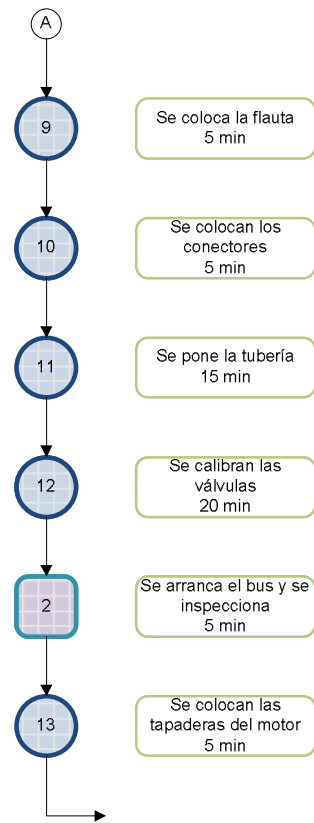 A
9
Se coloca la flauta
5 min
10
Se colocan los
conectores
5 min
11
Se pone la tubería
15 min
12
Se calibran las
válvulas
20 min
2
Se arranca el bus y se
inspecciona
5 min
13
Se colocan las
tapaderas del motor
5 min